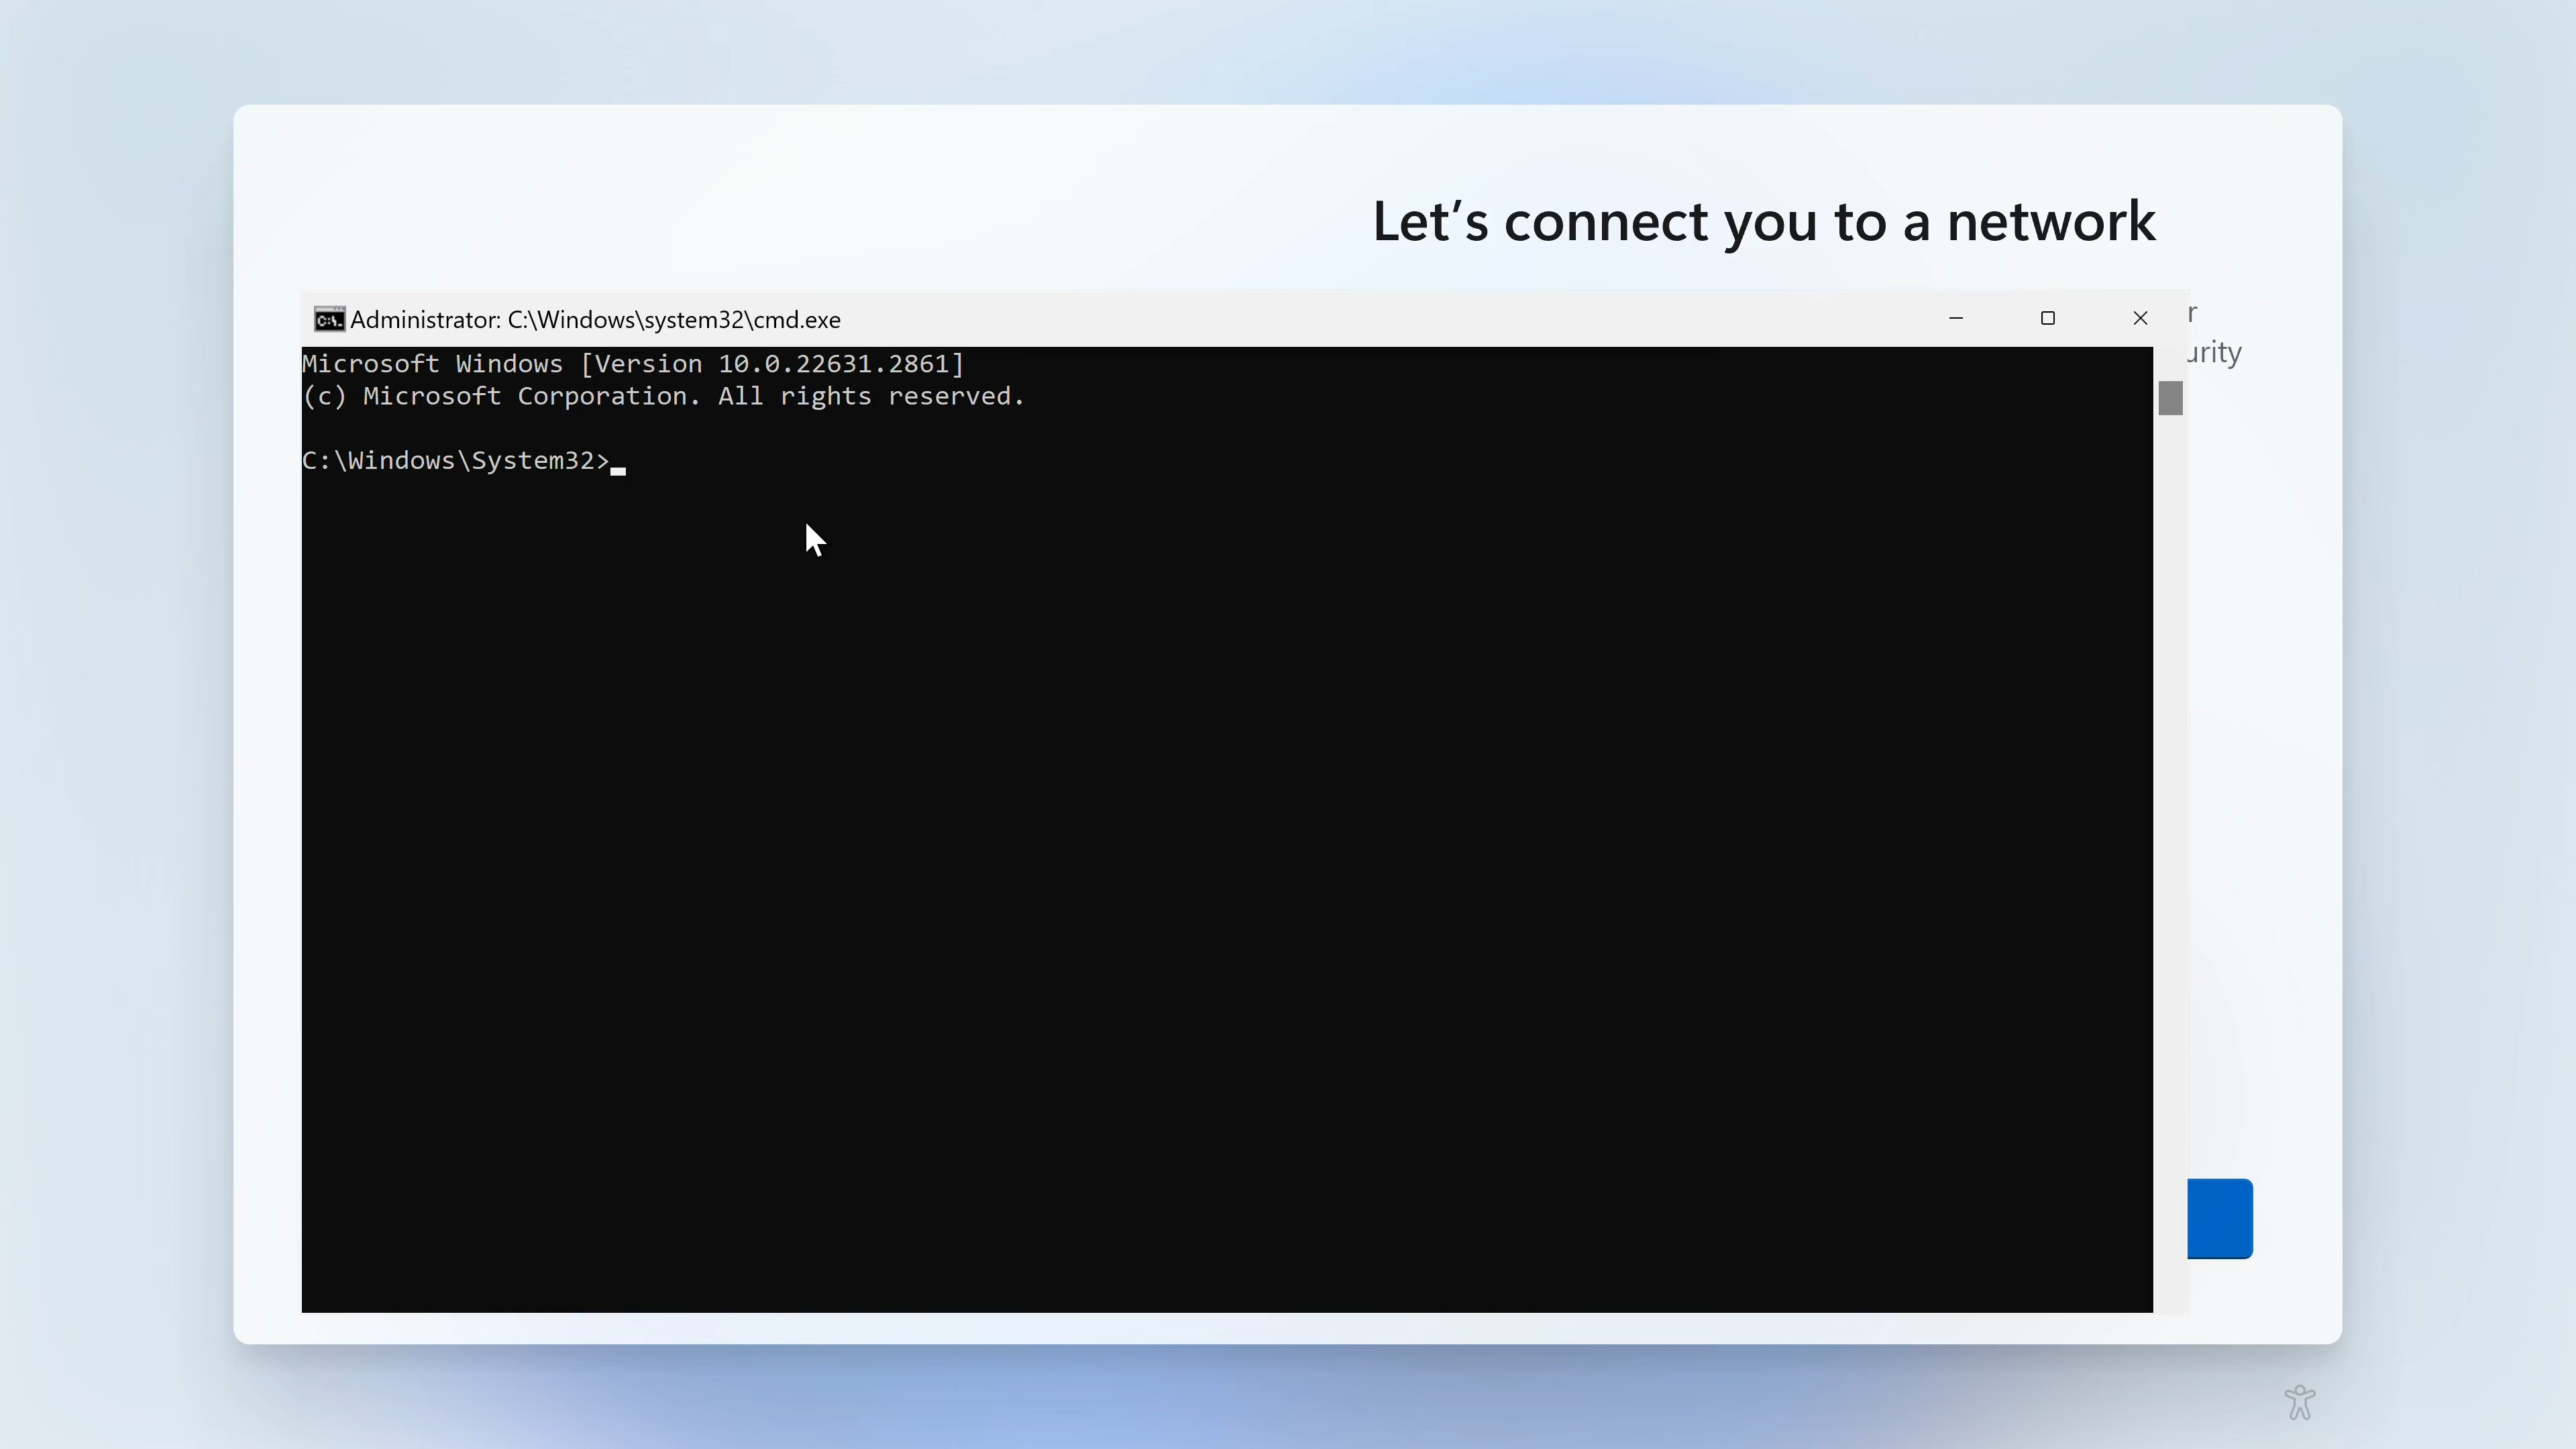 Let’s connect you to a network
Administrator: C:\Windows\system32\cmd.exe
Microsoft Windows [Version 10.0.22631.2861]
(c) Microsoft Corporation. All rights reserved.
C:\Windows\System32>